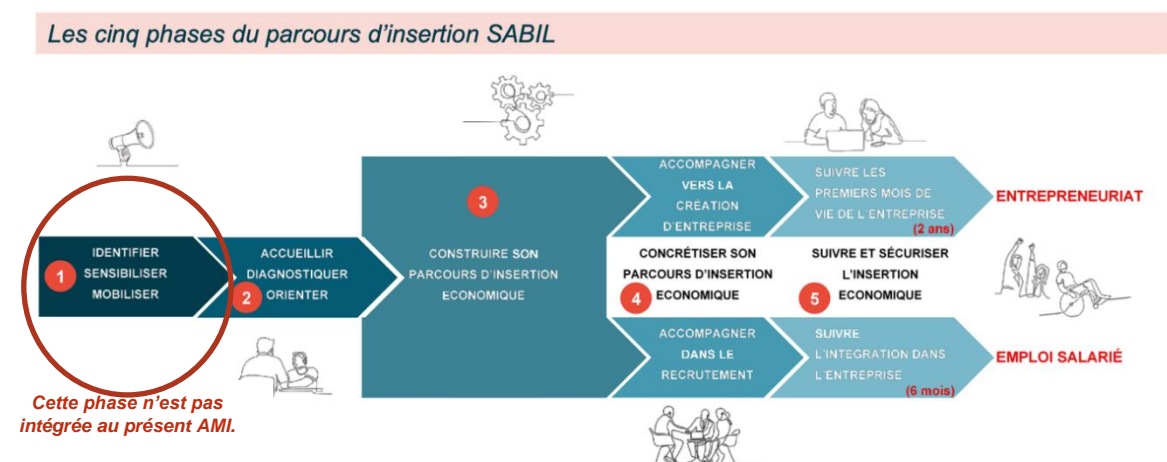 Les cinq phases du parcours d'insertion SABIL
1
IDENTIFIER
SENSIBILISER
MOBILISER
Cette phase n'est pas
intégrée au présent AMI.
2
ACCUEILLIR
DIAGNOSTIQUER
ORIENTER
3
CONSTRUIRE SON
PARCOURS D'INSERTION
ECONOMIQUE
ACCOMPAGNER
VERS LA
CRÉATION
D'ENTREPRISE
SUIVRE LES
PREMIERS MOIS DE
VIE DE L'ENTREPRISE
(2 ans)
ENTREPRENEURIAT
CONCRÉTISER SON
PARCOURS D'INSERTION
4
ECONOMIQUE
SUIVRE ET SÉCURISER
L'INSERTION
5
ECONOMIQUE
ACCOMPAGNER
DANS LE
RECRUTEMENT
SUIVRE
L'INTEGRATION DANS
L'ENTREPRISE
(6 mois)
EMPLOI SALARIÉ